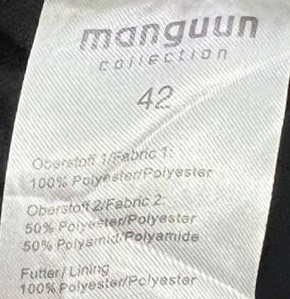 manguun
collection
42
Oberstoff 1/Fabric 1:
100% Polyester/Polyester
Oberstoff 2/Fabric 2:
50% Polyester/Polyester
50% Polyamid/Polyamide
Futter/Lining
100% Polyester/Polyester